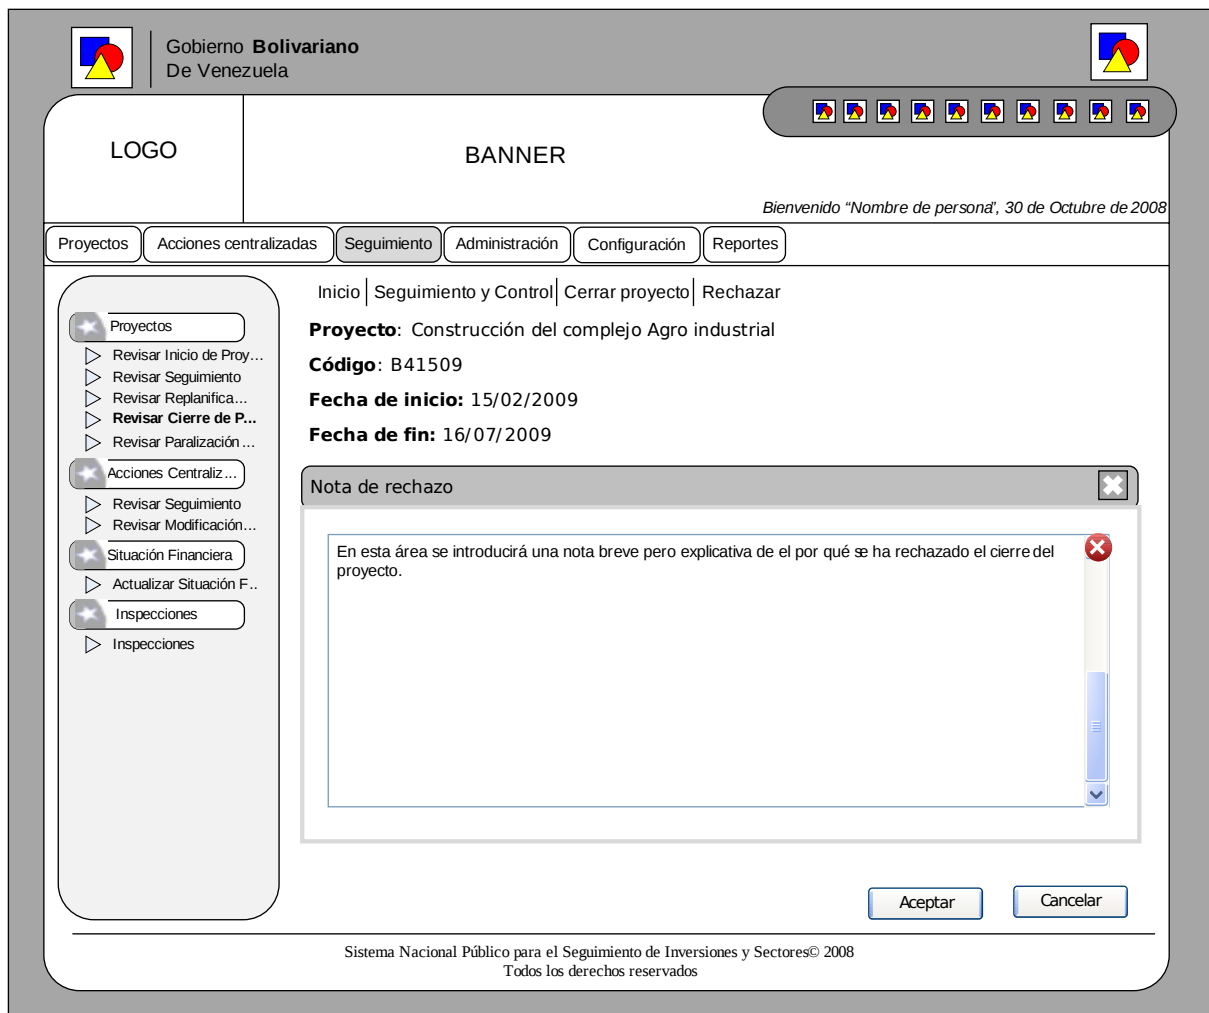 Gobierno Bolivariano
De Venezuela
LOGO
BANNER
Bienvenido “Nombre de persona”, 30 de Octubre de 2008
Proyectos
Acciones centralizadas
Seguimiento
Administración
Configuración
Reportes
Inicio
Seguimiento y Control
Cerrar proyecto
Rechazar
Proyectos
Revisar Inicio de Proy…
Revisar Seguimiento
Revisar Replanifica…
Revisar Cierre de P…
Revisar Paralización …
Acciones Centraliz…
Revisar Seguimiento
Revisar Modificación…
Situación Financiera
Actualizar Situación F..
Inspecciones
Inspecciones
Proyecto: Construcción del complejo Agro industrial
Código: B41509
Fecha de inicio: 15/02/2009
Fecha de fin: 16/07/2009
Nota de rechazo
En esta área se introducirá una nota breve pero explicativa de el por qué se ha rechazado el cierre del
proyecto.
Aceptar
Cancelar
Sistema Nacional Público para el Seguimiento de Inversiones y Sectores© 2008
Todos los derechos reservados